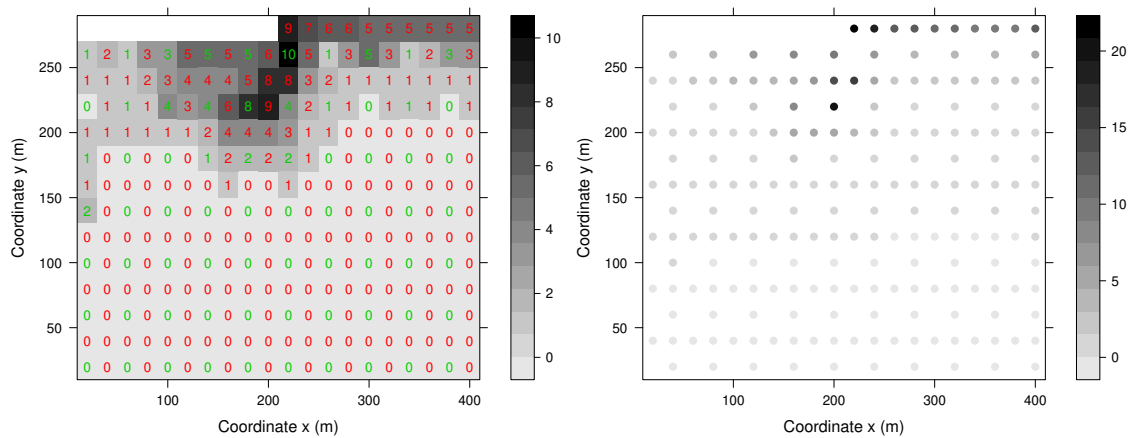 9 7 6 6 5 5 5 5 5 5
1 2 1 3 3 5 5 5 5 6 10 5 1 3 5 3 1 2 3 3
1 1 1 2 3 4 4 4 5 8 8 3 2 1 1 1 1 1 1 1
0 1 1 1 4 3 4 6 8 9 4 2 1 1 0 1 1 1 0 1
1 1 1 1 1 1 2 4 4 4 3 1 1 0 0 0 0 0 0 0
1 0 0 0 0 0 1 2 2 2 2 1 0 0 0 0 0 0 0 0
1 0 0 0 0 0 0 1 0 0 1 0 0 0 0 0 0 0 0 0
2 0 0 0 0 0 0 0 0 0 0 0 0 0 0 0 0 0 0 0
0 0 0 0 0 0 0 0 0 0 0 0 0 0 0 0 0 0 0 0
0 0 0 0 0 0 0 0 0 0 0 0 0 0 0 0 0 0 0 0
0 0 0 0 0 0 0 0 0 0 0 0 0 0 0 0 0 0 0 0
0 0 0 0 0 0 0 0 0 0 0 0 0 0 0 0 0 0 0 0
0 0 0 0 0 0 0 0 0 0 0 0 0 0 0 0 0 0 0 0
0 0 0 0 0 0 0 0 0 0 0 0 0 0 0 0 0 0 0 0
250
200
150
100
50
Coordinate y (m)
100 200 300 400
Coordinate x (m)
10
8
6
4
2
0
250
200
150
100
50
Coordinate y (m)
100 200 300 400
Coordinate x (m)
20
15
10
5
0